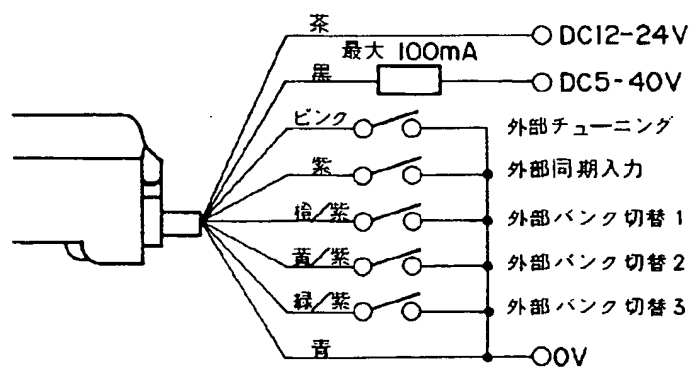 茶
DC12-24V
最大 100mA
黒
DC5-40V
ピンク
外部チューニング
紫
外部同期入力
橙/紫
外部バンク切替1
黄/紫
外部バンク切替2
緑/紫
外部バンク切替3
青
0V